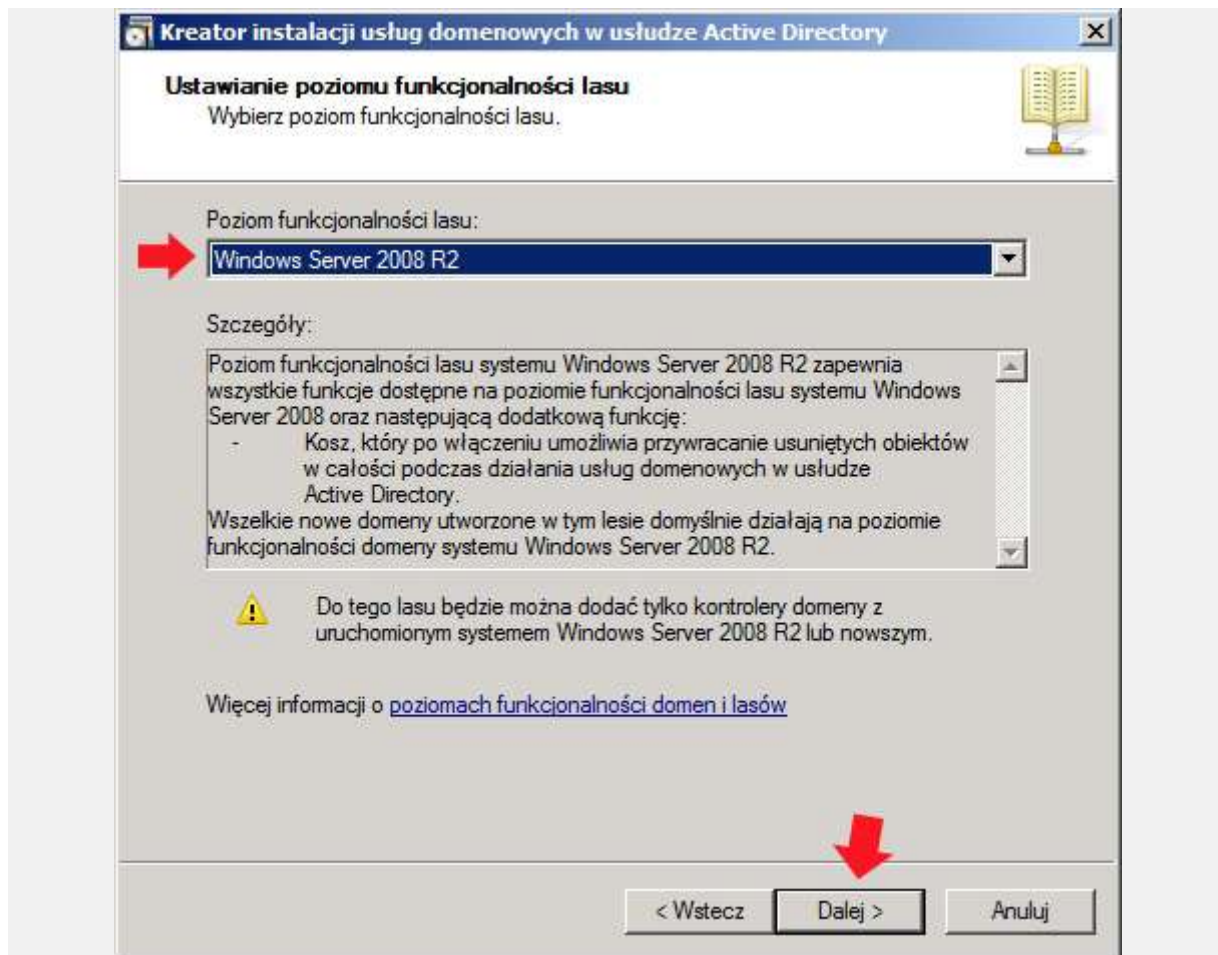 Kreator instalacji usług domenowych w usłudze Active Directory
Ustawianie poziomu funkcjonalności lasu
Wybierz poziom funkcjonalności lasu.
Poziom funkcjonalności lasu:
Windows Server 2008 R2
Szczegóły:
Poziom funkcjonalności lasu systemu Windows Server 2008 R2 zapewnia
wszystkie funkcje dostępne na poziomie funkcjonalności lasu systemu Windows
Server 2008 oraz następującą dodatkową funkcję:
- Kosz, który po włączeniu umożliwia przywracanie usuniętych obiektów
w całości podczas działania usług domenowych w usłudze
Active Directory.
Wszelkie nowe domeny utworzone w tym lesie domyślnie działają na poziomie
funkcjonalności domeny systemu Windows Server 2008 R2.
Do tego lasu będzie można dodać tylko kontrolery domeny z
uruchomionym systemem Windows Server 2008 R2 lub nowszym.
Więcej informacji o poziomach funkcjonalności domen i lasów
< Wstecz Dalej > Anuluj